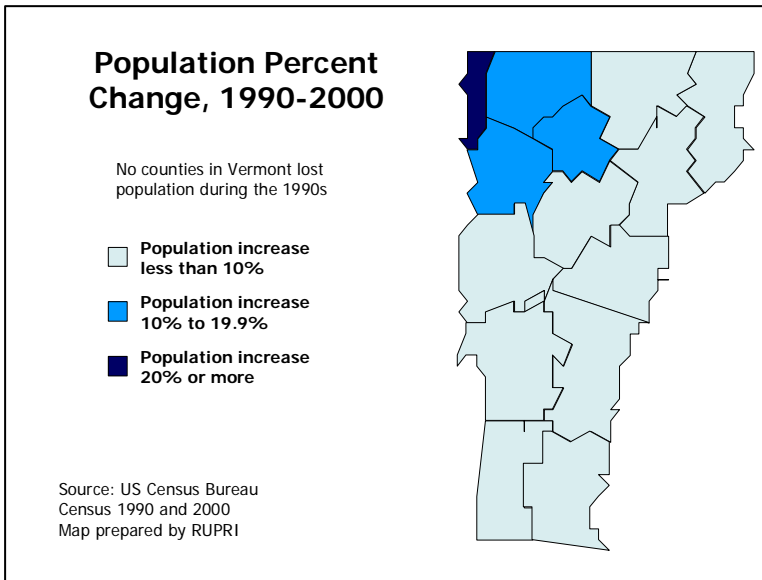 Population Percent
Change, 1990-2000
No counties in Vermont lost
population during the 1990s
Population increase
less than 10%
Population increase
10% to 19.9%
Population increase
20% or more
Source: US Census Bureau
Census 1990 and 2000
Map prepared by RUPRI